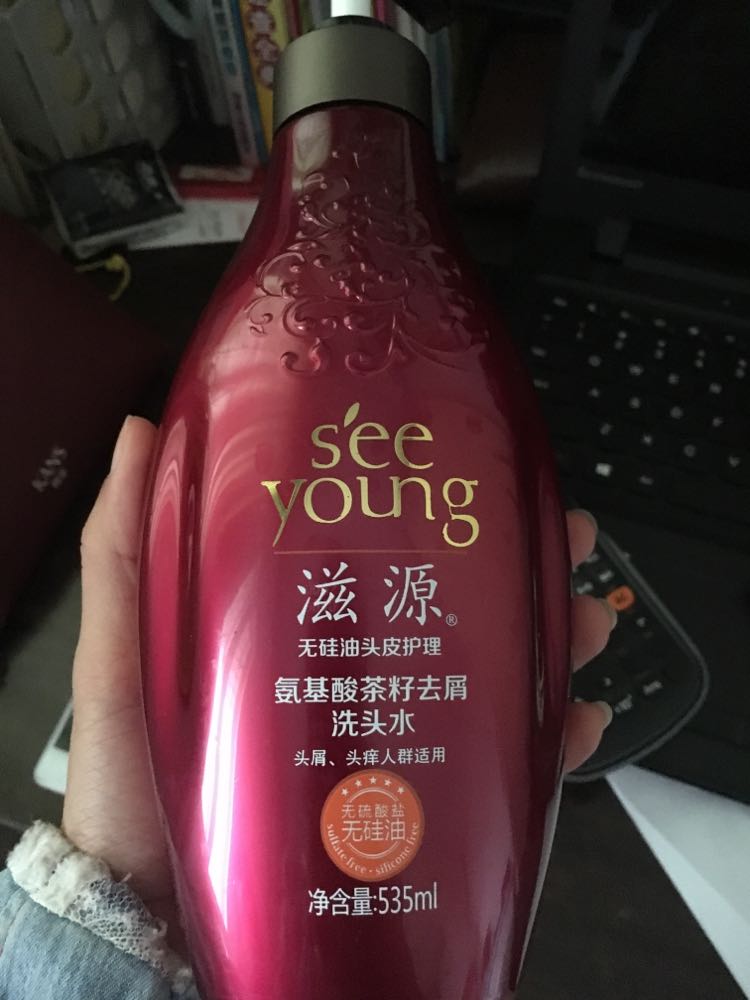 s'ee
young
滋源®
无硅油头皮护理
氨基酸茶籽去屑
洗头水
头屑、头痒人群适用
无硫酸盐
无硅油
sulfate-free · silicone free
净含量:535ml
KANS